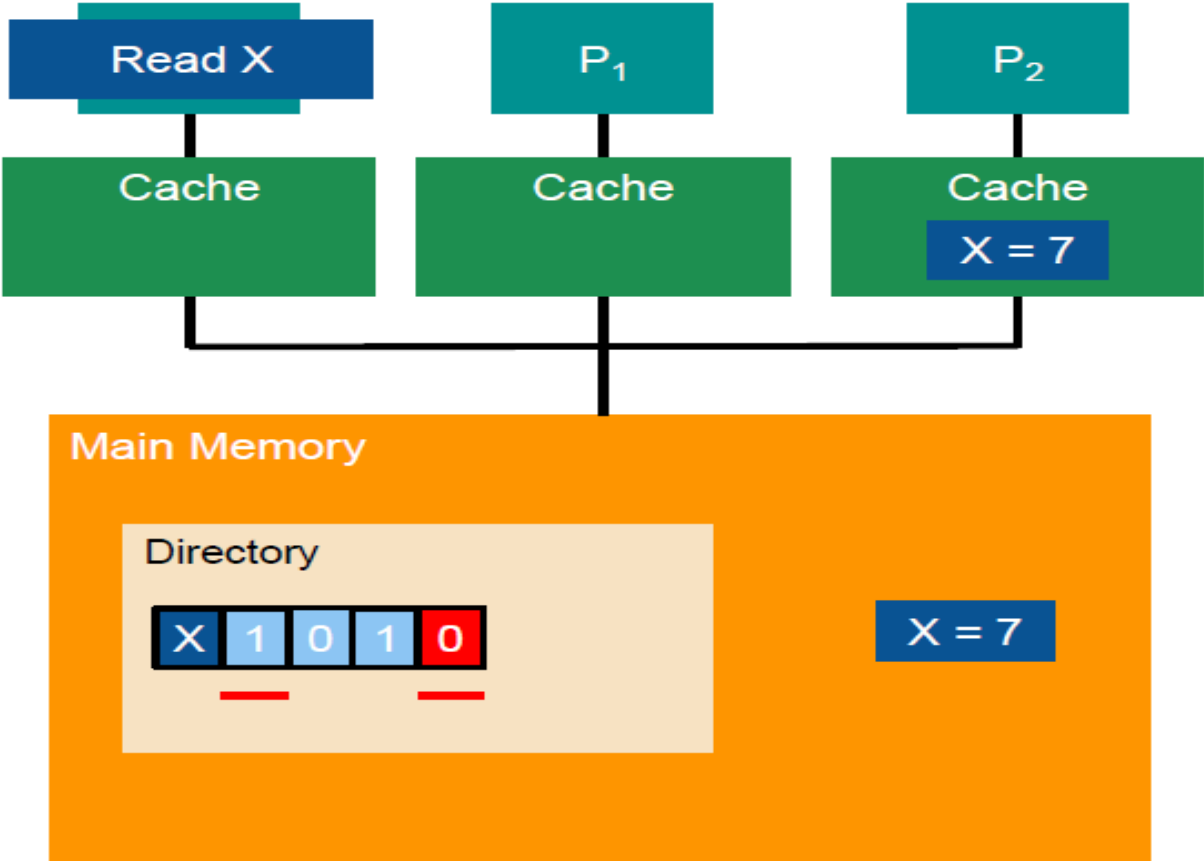 Read X
P₁
P₂
Cache
Cache
Cache
X = 7
Main Memory
Directory
X 1 0 1 0
X = 7